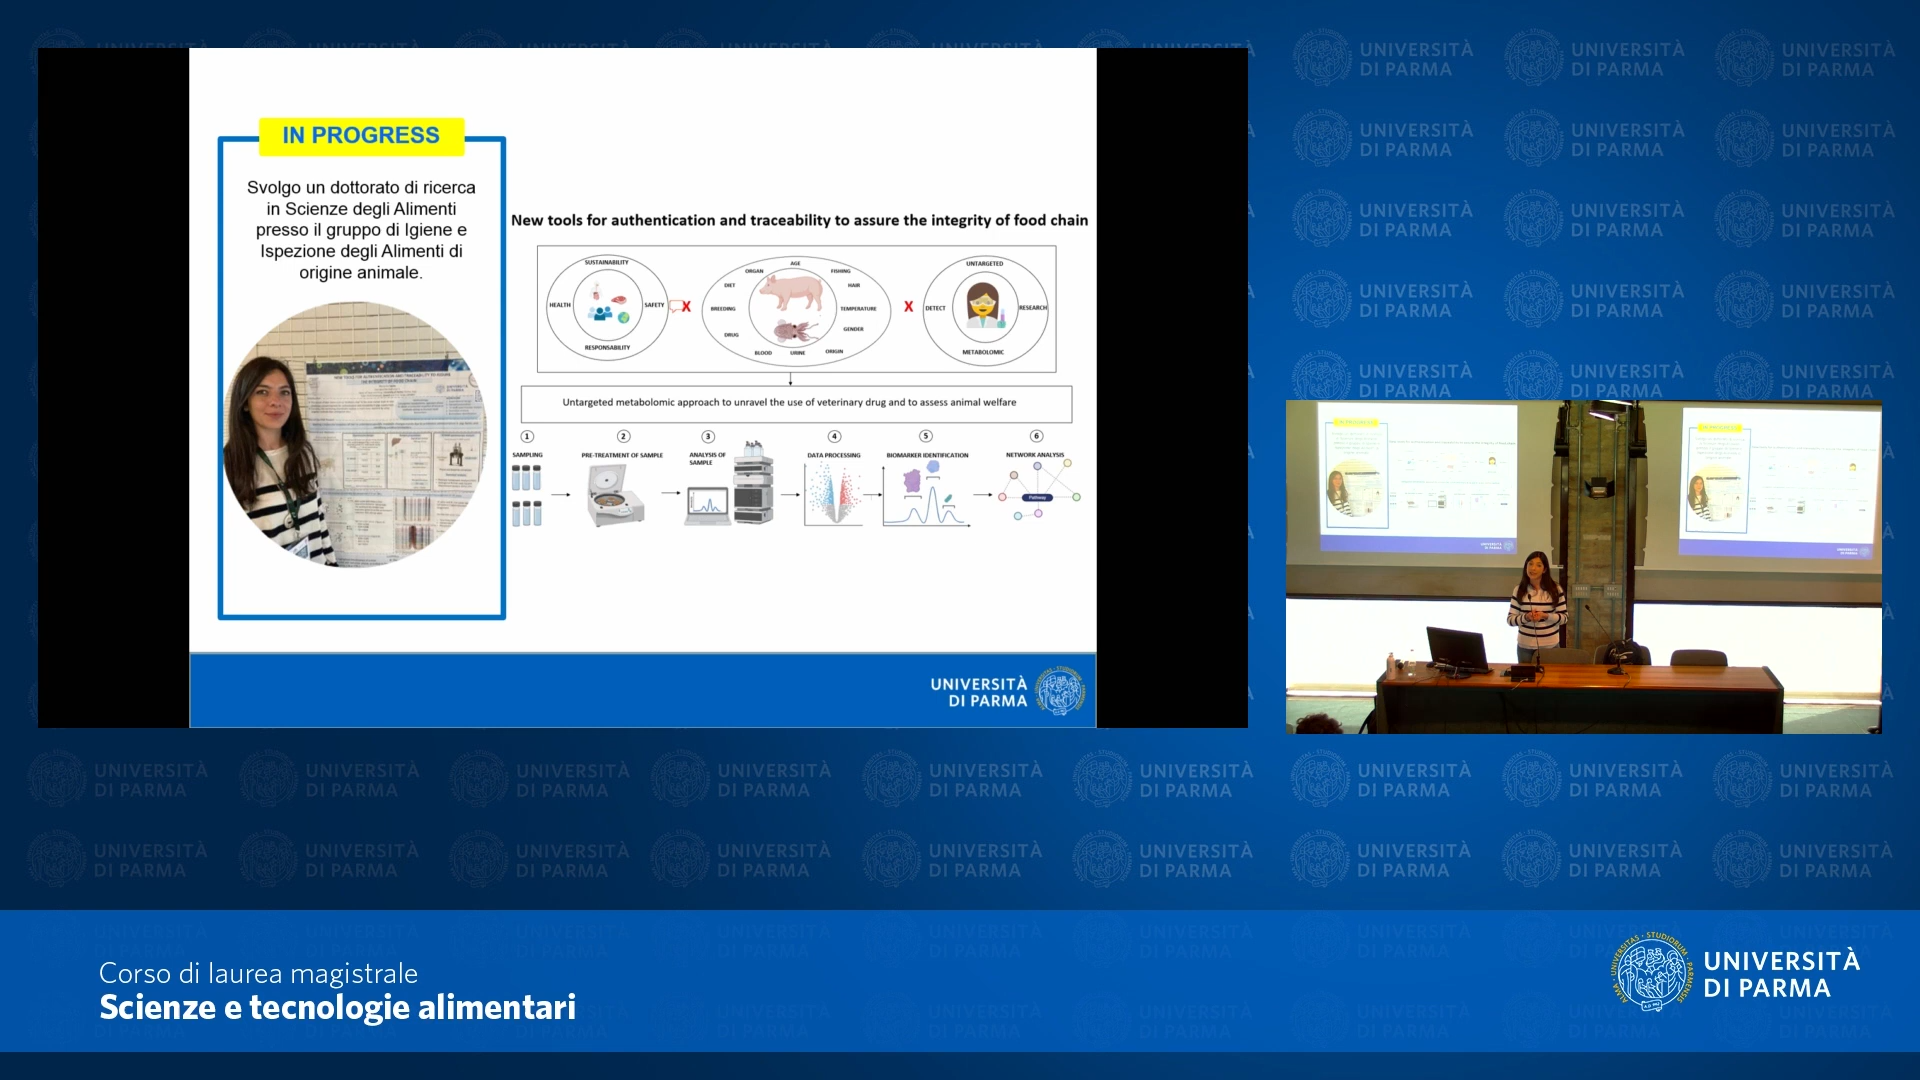 IN PROGRESS
Svolgo un dottorato di ricerca
in Scienze degli Alimenti
presso il gruppo di Igiene e
Ispezione degli Alimenti di
origine animale.
New tools for authentication and traceability to assure the integrity of food chain
SUSTAINABILITY
HEALTH
SAFETY
RESPONSABILITY
X
AGE
ORGAN
FISHING
DIET
HAIR
BREEDING
TEMPERATURE
DRUG
GENDER
BLOOD
URINE
ORIGIN
X
UNTARGETED
DETECT
RESEARCH
METABOLOMIC
Untargeted metabolomic approach to unravel the use of veterinary drug and to assess animal welfare
1
SAMPLING
2
PRE-TREATMENT OF SAMPLE
3
ANALYSIS OF
SAMPLE
4
DATA PROCESSING
5
BIOMARKER IDENTIFICATION
6
NETWORK ANALYSIS
Pathway
UNIVERSITÀ
DI PARMA
Corso di laurea magistrale
Scienze e tecnologie alimentari
UNIVERSITÀ
DI PARMA